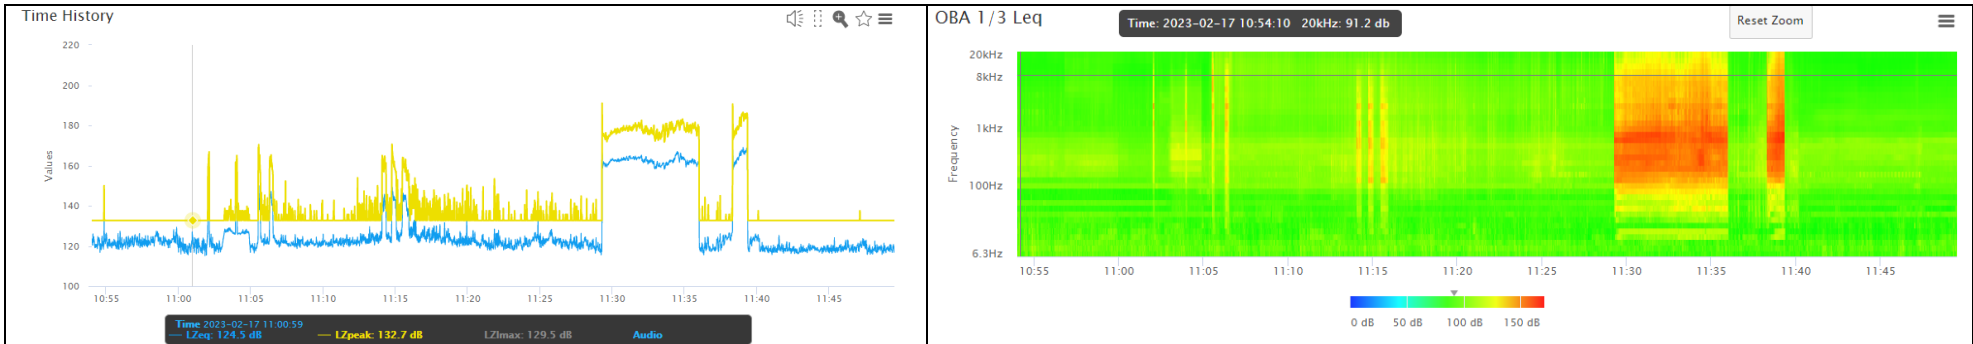 Time History
220
200
180
160
140
120
100
Values
10:55
11:00
11:05
11:10
11:15
11:20
11:25
11:30
11:35
11:40
11:45
Time 2023-02-17 11:00:59
LZeq: 124.5 dB
LZpeak: 132.7 dB
LZImax: 129.5 dB
Audio
OBA 1/3 Leq
Time: 2023-02-17 10:54:10 20kHz: 91.2 db
Reset Zoom
20kHz
8kHz
1kHz
100Hz
6.3Hz
Frequency
10:55
11:00
11:05
11:10
11:15
11:20
11:25
11:30
11:35
11:40
11:45
0 dB
50 dB
100 dB
150 dB